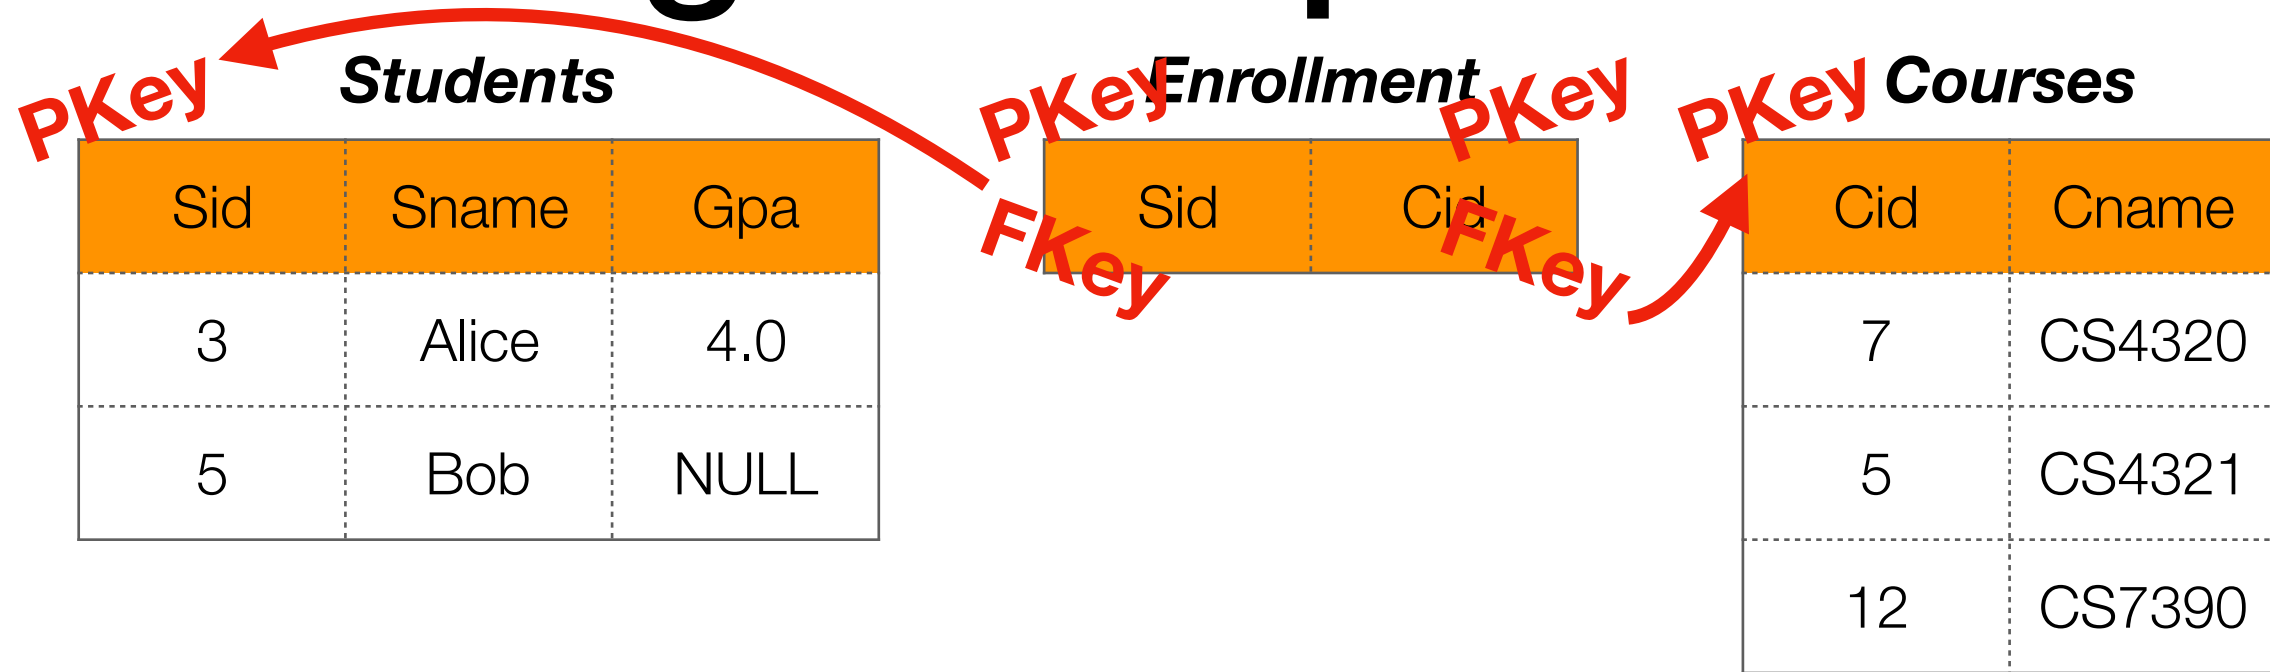 Students
Enrollment
Courses
PKey
PKey
PKey
PKey
Sid Sname Gpa
Sid Cid
Cid Cname
FKey
FKey
3 Alice 4.0
7 CS4320
5 Bob NULL
5 CS4321
12 CS7390